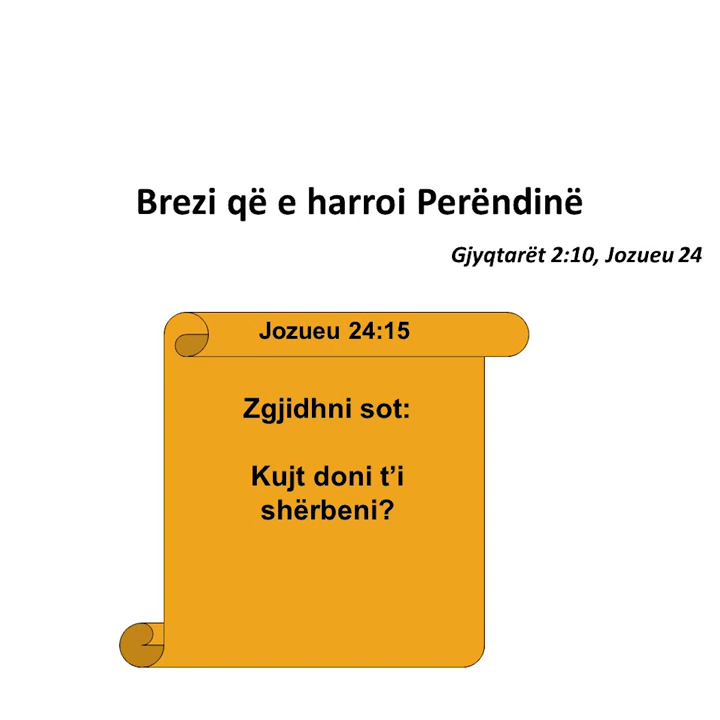 Brezi që e harroi Perëndinë
Gjyqtarët 2:10, Jozueu 24
Jozueu 24:15
Zgjidhni sot:
Kujt doni t’i
shërbeni?